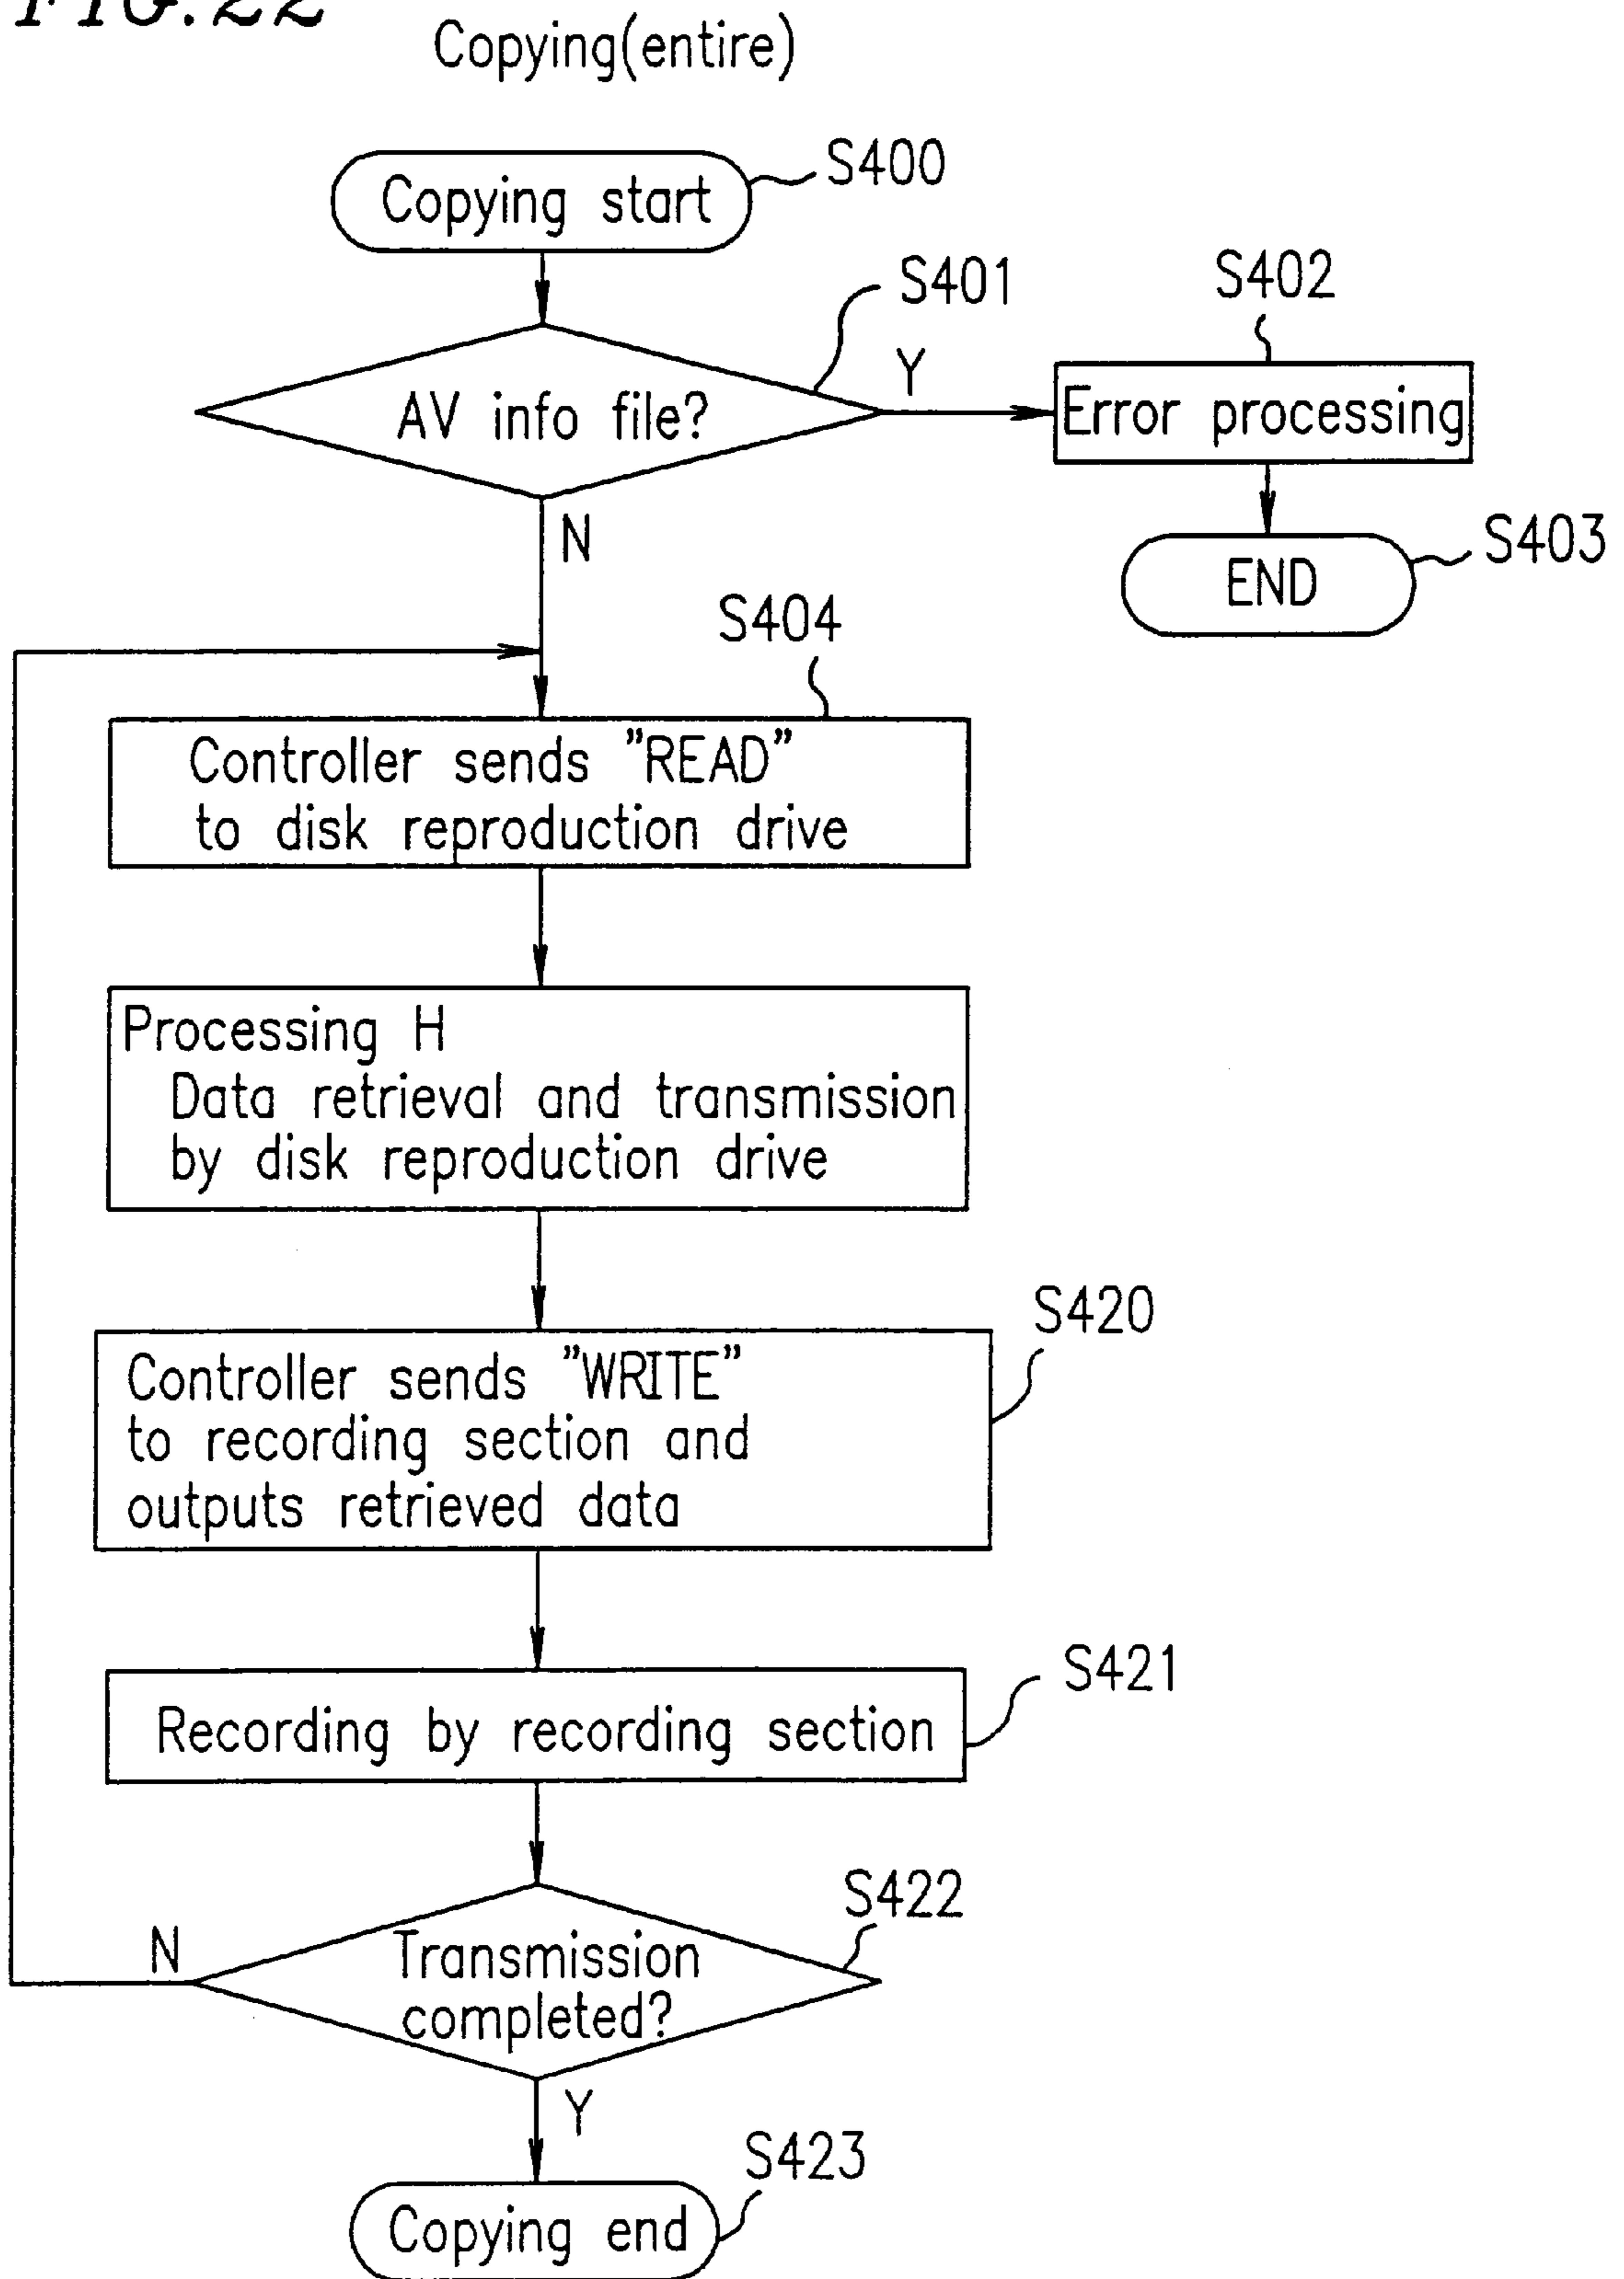 FIG. 22
Copying(entire)
Copying start
S400
S401
AV info file?
Y
S402
Error processing
N
END
S403
S404
Controller sends "READ"
to disk reproduction drive
Processing H
Data retrieval and transmission
by disk reproduction drive
S420
Controller sends "WRITE"
to recording section and
outputs retrieved data
S421
Recording by recording section
S422
N
Transmission
completed?
Y
S423
Copying end